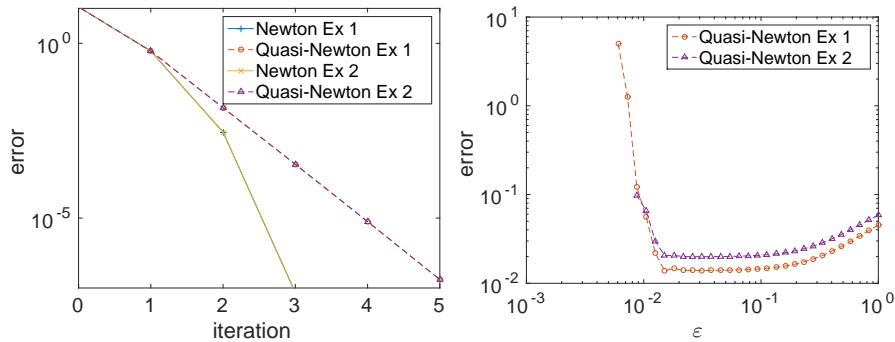 10^0
10^-5
error
0 1 2 3 4 5
iteration
Newton Ex 1
Quasi-Newton Ex 1
Newton Ex 2
Quasi-Newton Ex 2
10^1
10^0
10^-1
10^-2
error
10^-3 10^-2 10^-1 10^0
ε
Quasi-Newton Ex 1
Quasi-Newton Ex 2